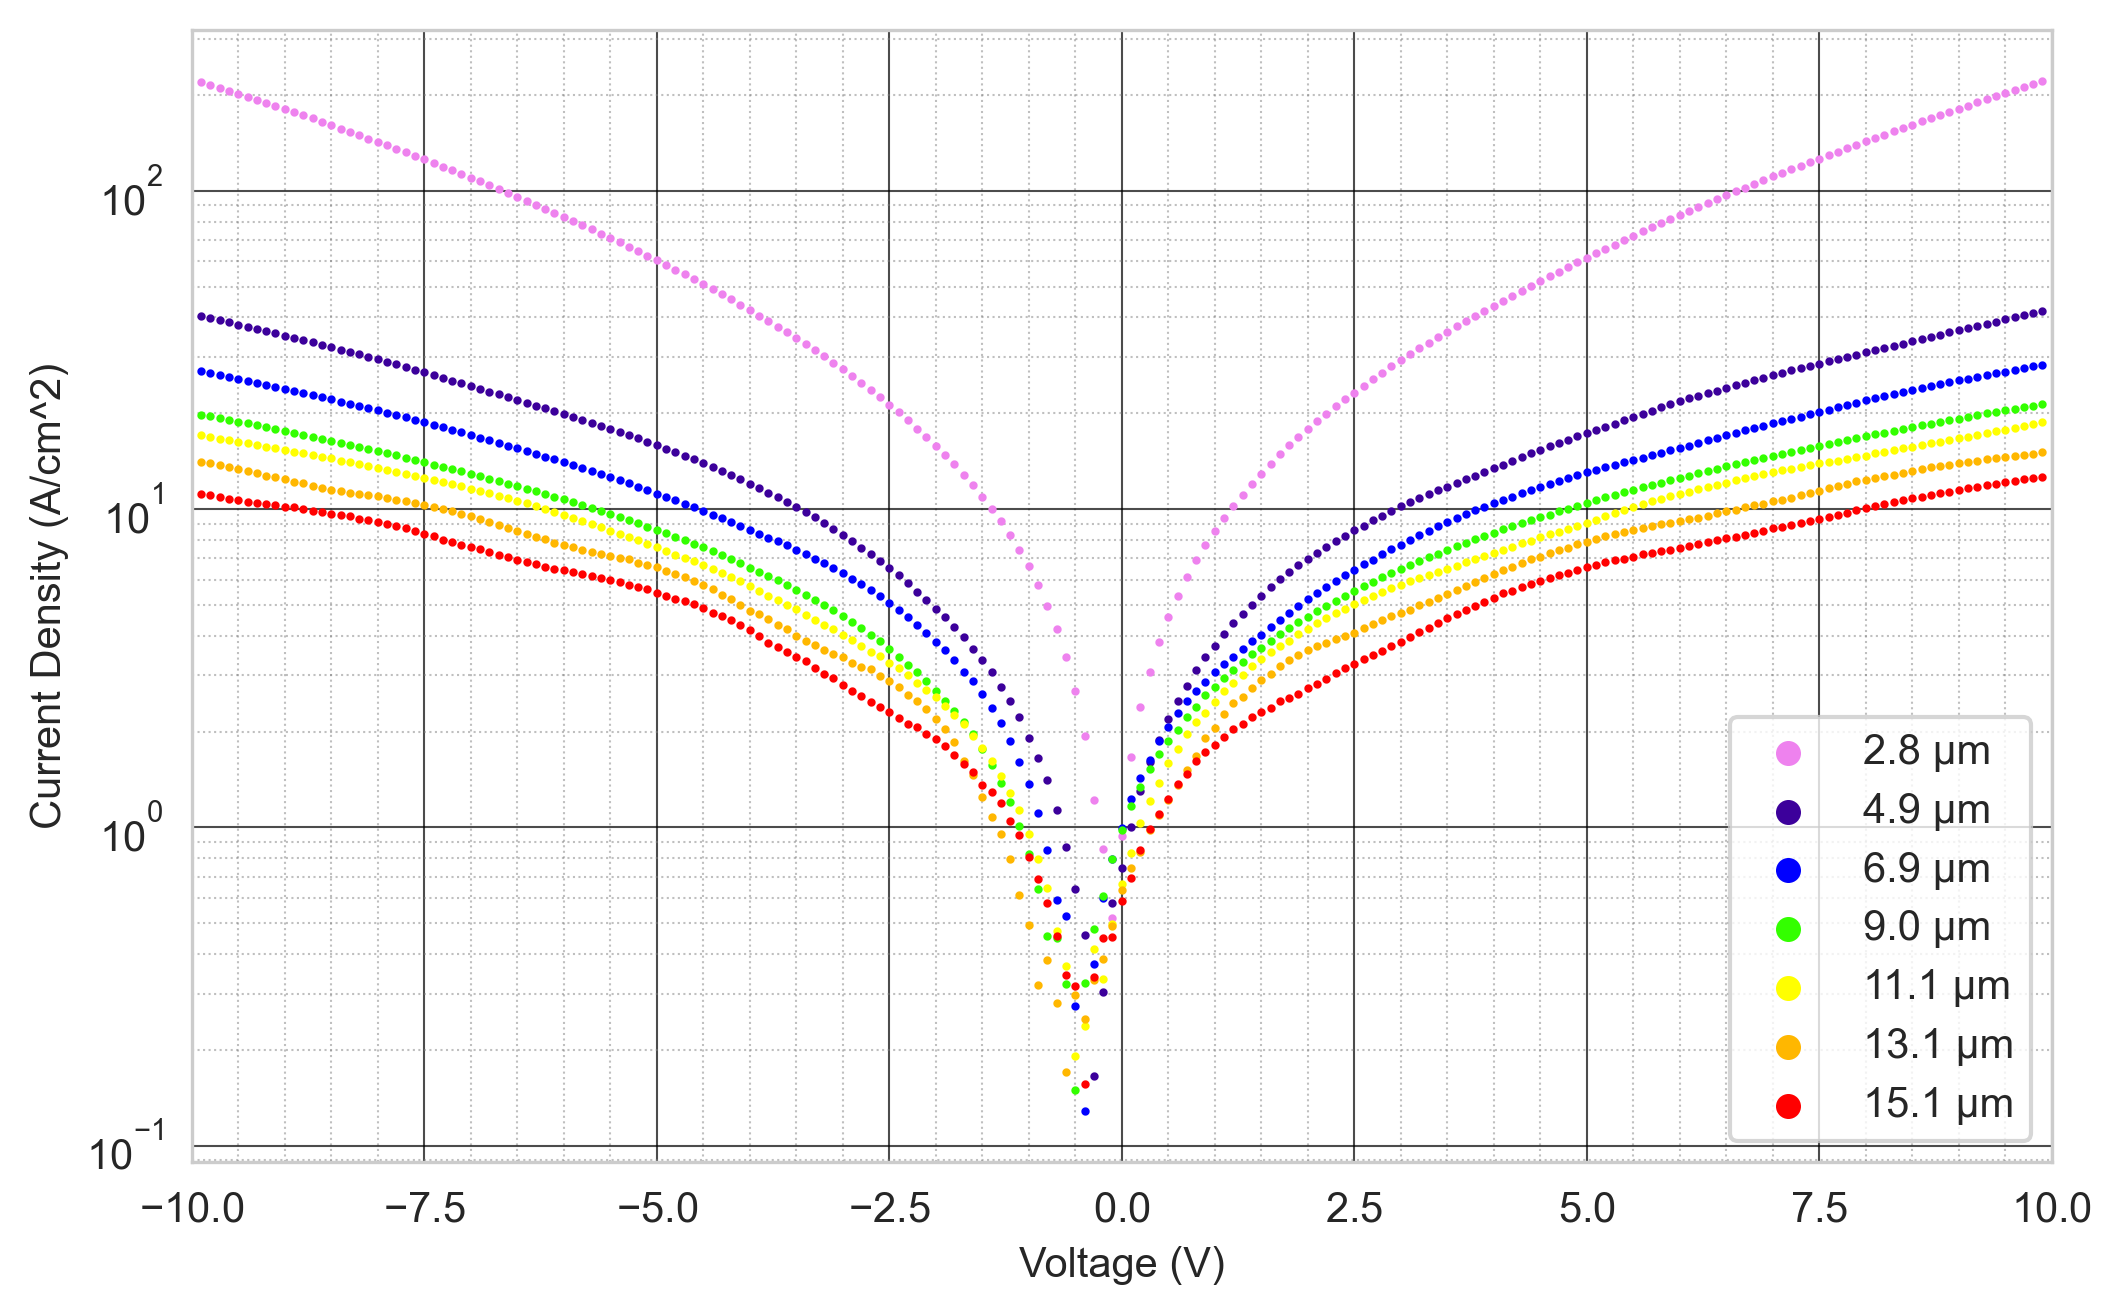 Current Density (A/cm^2)
10^2
10^1
10^0
10^−1
−10.0 −7.5 −5.0 −2.5 0.0 2.5 5.0 7.5 10.0
Voltage (V)
2.8 µm
4.9 µm
6.9 µm
9.0 µm
11.1 µm
13.1 µm
15.1 µm